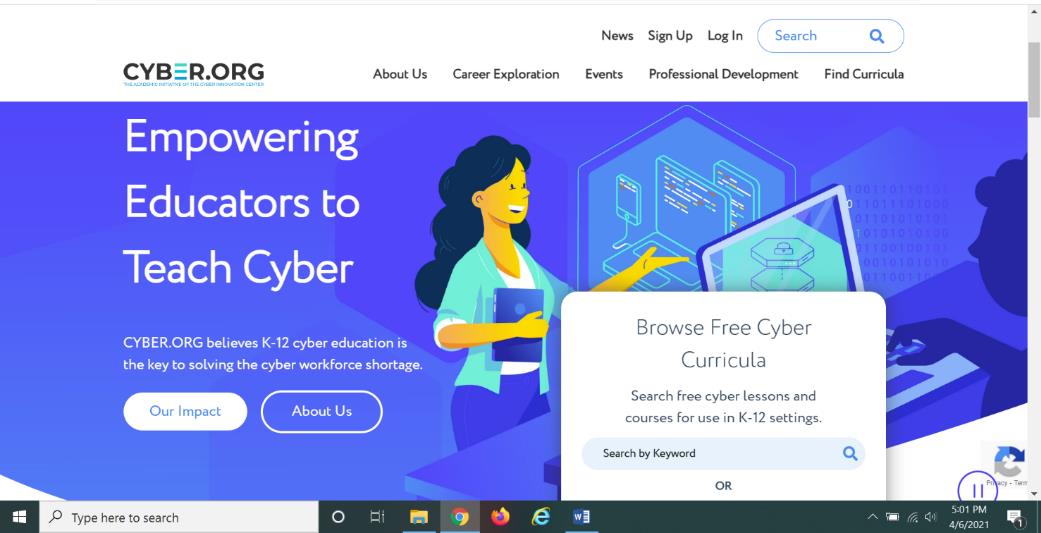 News Sign Up Log In Search
CYBER.ORG
THE ACADEMIC INITIATIVE OF THE CYBER INNOVATION CENTER
About Us Career Exploration Events Professional Development Find Curricula
Empowering
Educators to
Teach Cyber
CYBER.ORG believes K-12 cyber education is
the key to solving the cyber workforce shortage.
Our Impact About Us
Browse Free Cyber
Curricula
Search free cyber lessons and
courses for use in K-12 settings.
Search by Keyword
OR
Privacy - Term
Type here to search
5:01 PM
4/6/2021
1